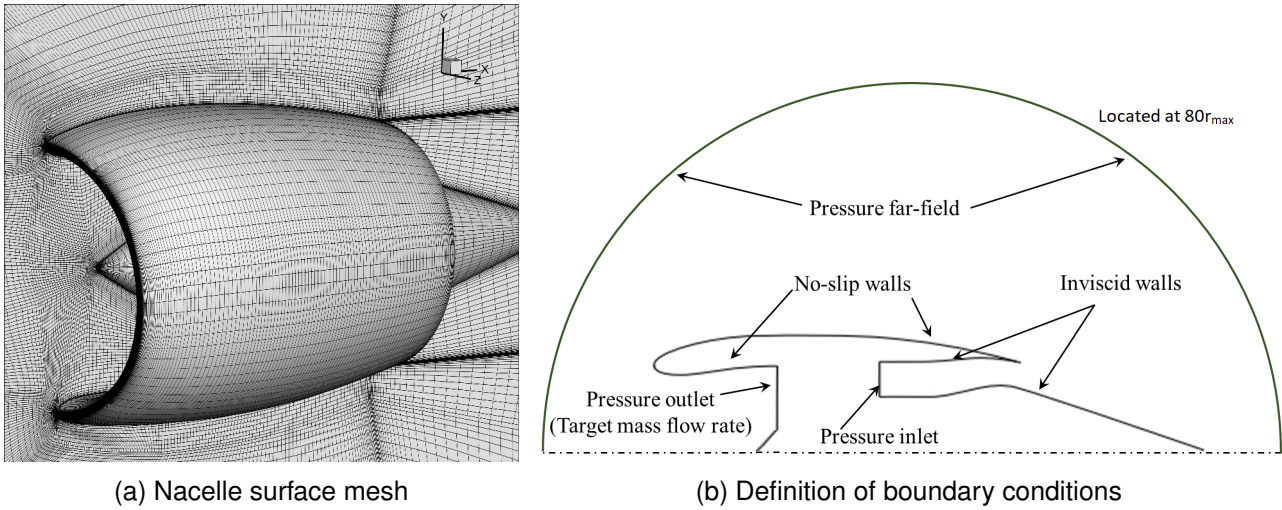 Y
X
Z
Located at 80rmax
Pressure far-field
No-slip walls
Inviscid walls
Pressure outlet
(Target mass flow rate)
Pressure inlet
(a) Nacelle surface mesh
(b) Definition of boundary conditions